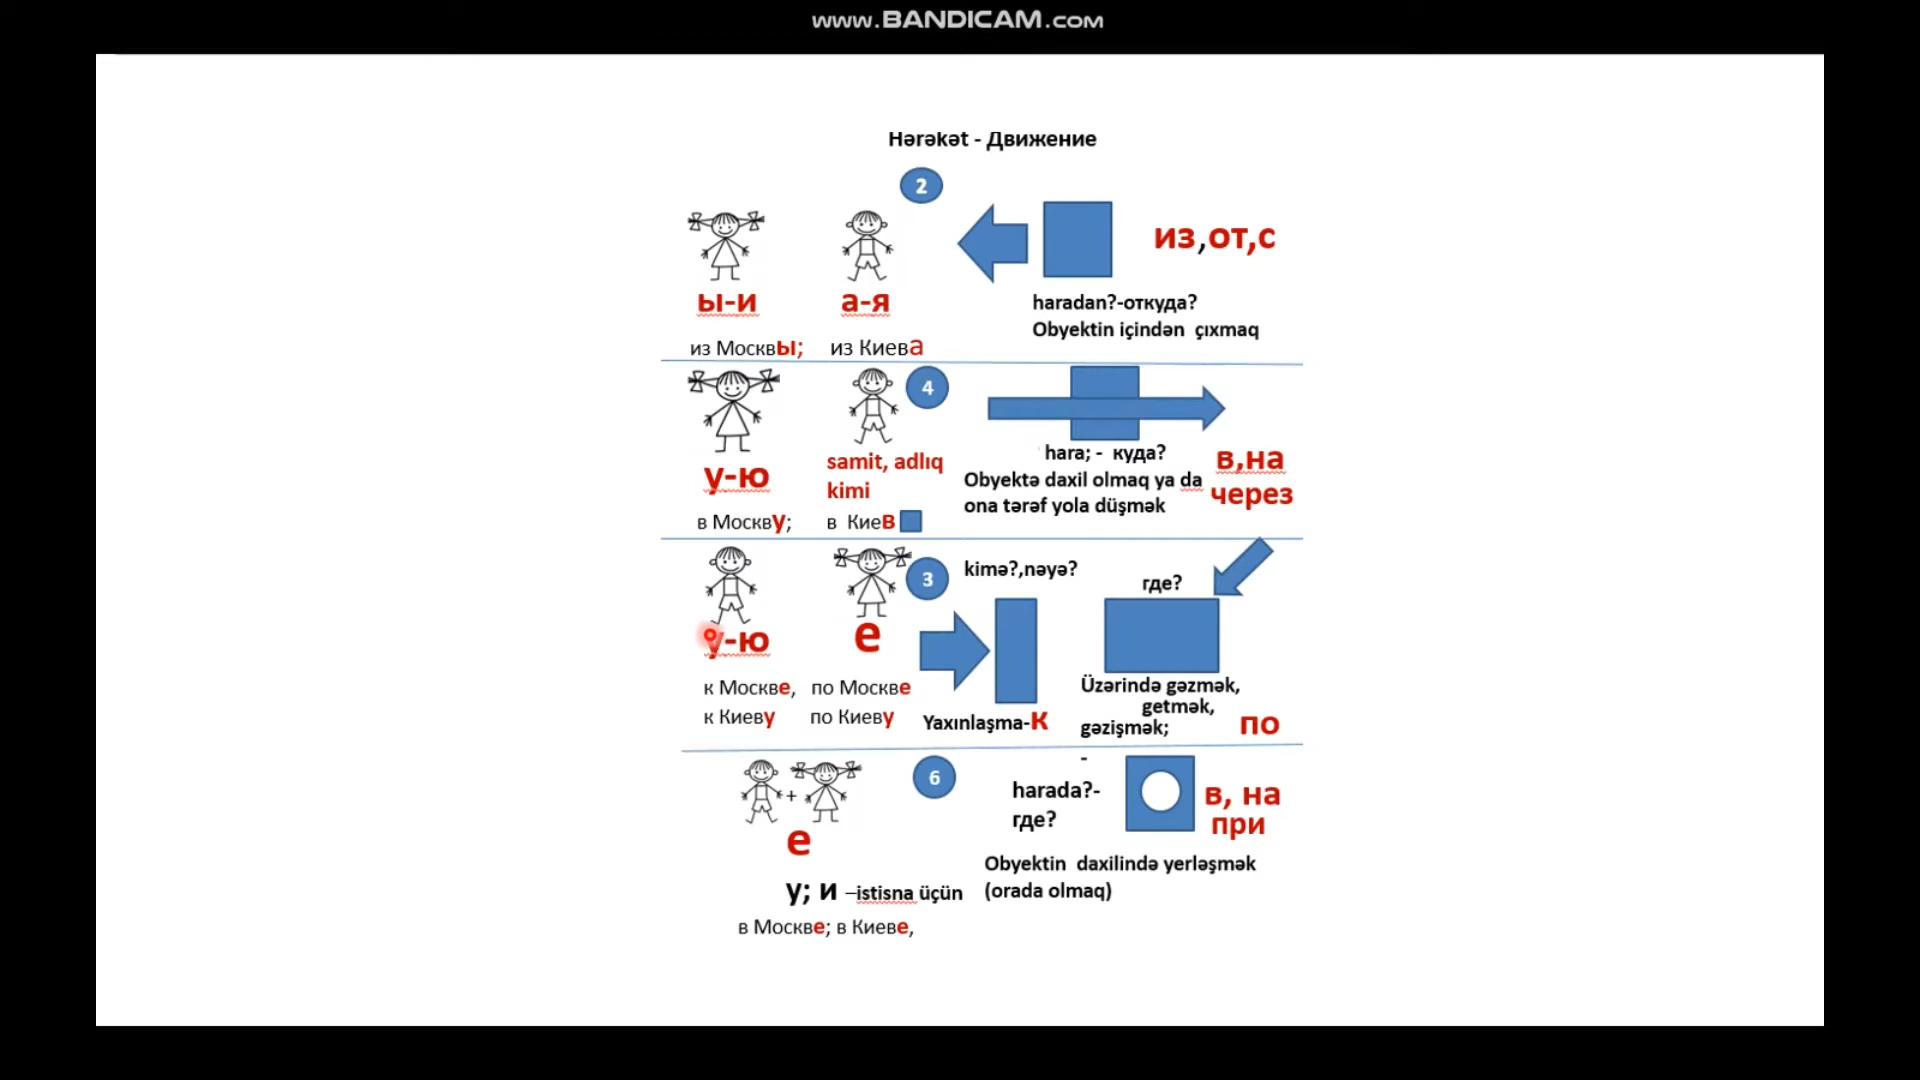 www.BANDICAM.com
Hərəkət - Движение
2
из,от,с
ы-и а-я
haradan?-откуда?
Obyektin içindən çıxmaq
из Москвы; из Киева
4
hara; - куда?
в,на
через
samit, adlıq
kimi
у-ю
Obyektə daxil olmaq ya da
ona tərəf yola düşmək
в Москву; в Киев
3
kimə?,nəyə?
где?
у-ю е
к Москве, по Москве
к Киеву по Киеву
Yaxınlaşma-к
Üzərində gəzmək,
getmək,
gəzişmək;
по
-
6
harada?-
где?
в, на
при
+
е
Obyektin daxilində yerləşmək
(orada olmaq)
у; и –istisna üçün
в Москве; в Киеве,